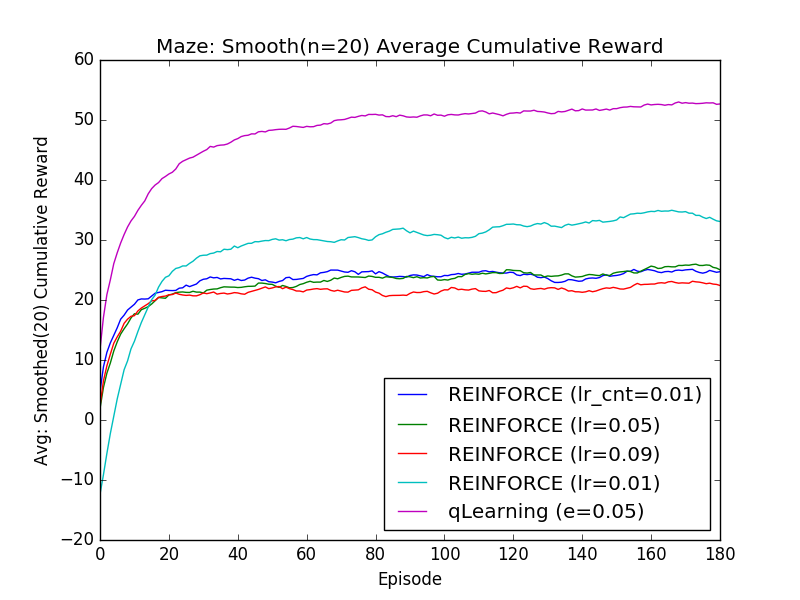 Maze: Smooth(n=20) Average Cumulative Reward
60
50
40
30
20
10
0
−10
−20
Avg: Smoothed(20) Cumulative Reward
0 20 40 60 80 100 120 140 160 180
Episode
REINFORCE (lr_cnt=0.01)
REINFORCE (lr=0.05)
REINFORCE (lr=0.09)
REINFORCE (lr=0.01)
qLearning (e=0.05)